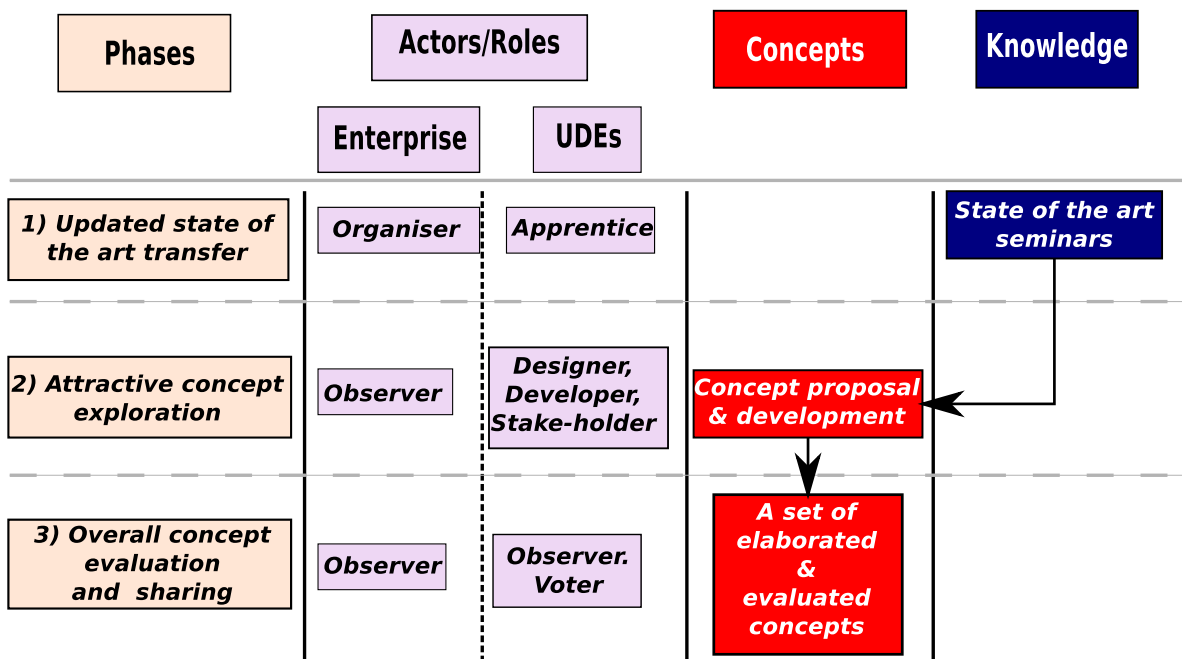 Phases
Actors/Roles
Concepts
Knowledge
Enterprise
UDEs
1) Updated state of
the art transfer
Organiser
Apprentice
State of the art
seminars
2) Attractive concept
exploration
Observer
Designer,
Developer,
Stake-holder
Concept proposal
& development
3) Overall concept
evaluation
and  sharing
Observer
Observer.
Voter
A set of
elaborated
&
evaluated
concepts